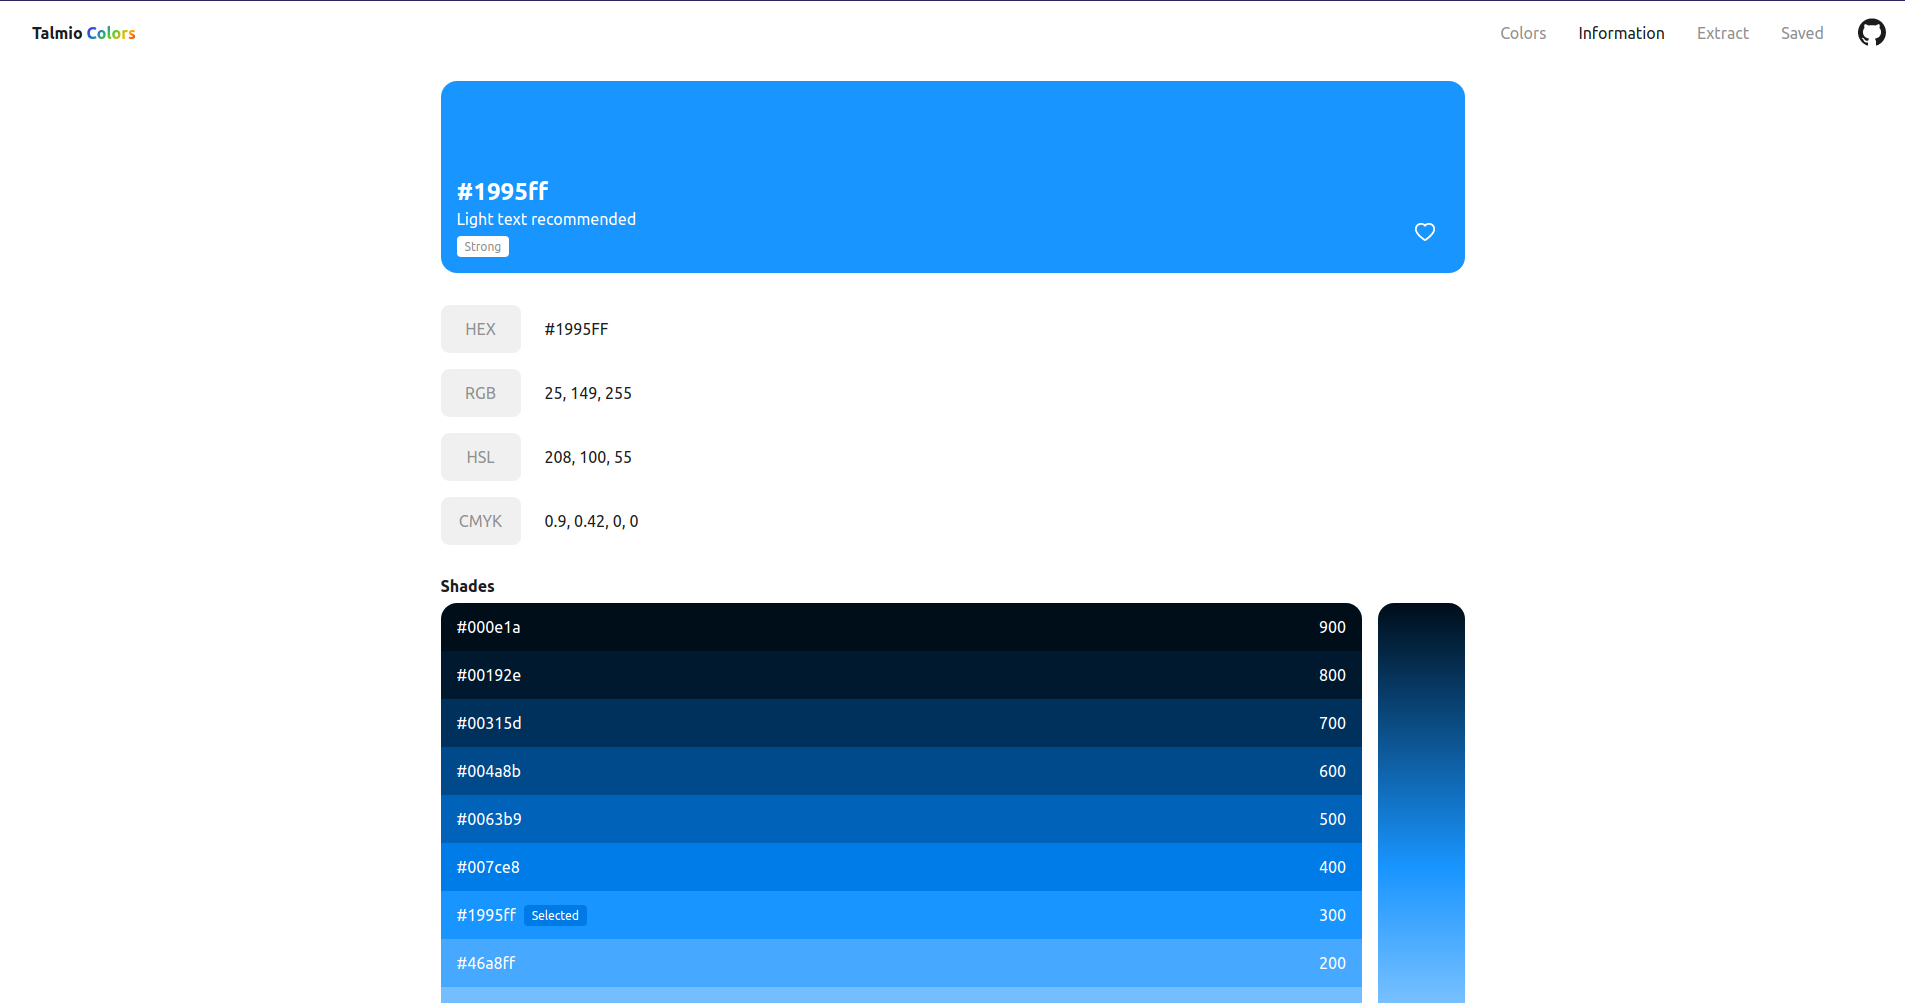 Talmio Colors
Colors Information Extract Saved
#1995ff
Light text recommended
Strong
HEX #1995FF
RGB 25, 149, 255
HSL 208, 100, 55
CMYK 0.9, 0.42, 0, 0
Shades
#000e1a 900
#00192e 800
#00315d 700
#004a8b 600
#0063b9 500
#007ce8 400
#1995ff Selected 300
#46a8ff 200